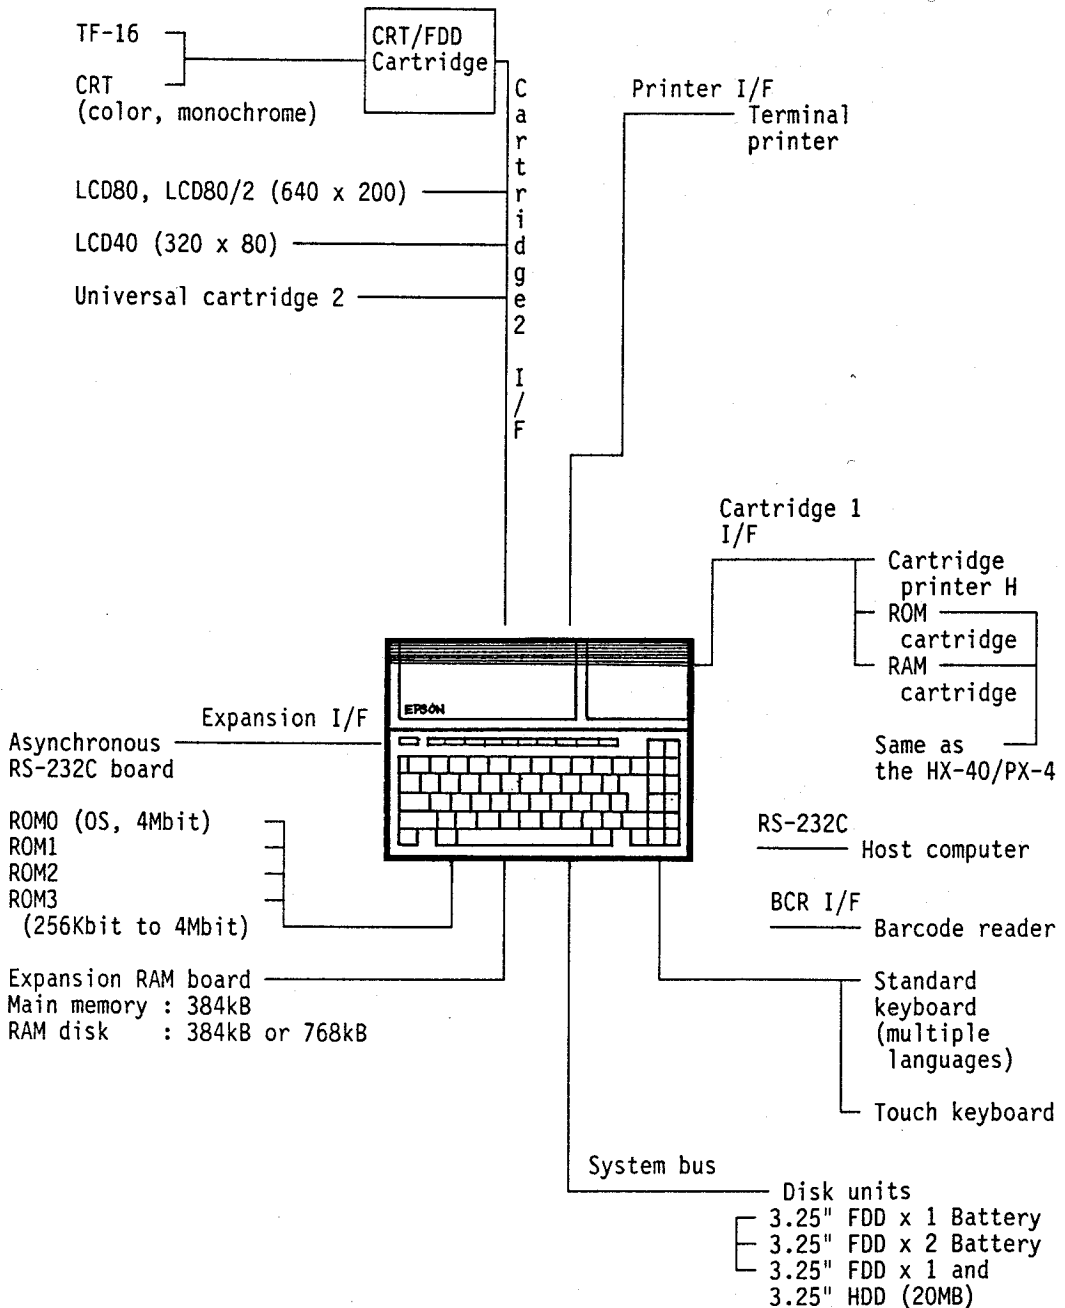 TF-16
CRT
(color, monochrome)
CRT/FDD
Cartridge
Cartridge2 I/F
LCD80, LCD80/2 (640 x 200)
LCD40 (320 x 80)
Universal cartridge 2
Printer I/F
Terminal
printer
Cartridge 1
I/F
Cartridge
printer H
ROM
cartridge
RAM
cartridge
Same as
the HX-40/PX-4
EPSON
Expansion I/F
Asynchronous
RS-232C board
ROM0 (OS, 4Mbit)
ROM1
ROM2
ROM3
(256Kbit to 4Mbit)
Expansion RAM board
Main memory : 384kB
RAM disk : 384kB or 768kB
RS-232C
Host computer
BCR I/F
Barcode reader
Standard
keyboard
(multiple
languages)
Touch keyboard
System bus
Disk units
3.25" FDD x 1 Battery
3.25" FDD x 2 Battery
3.25" FDD x 1 and
3.25" HDD (20MB)